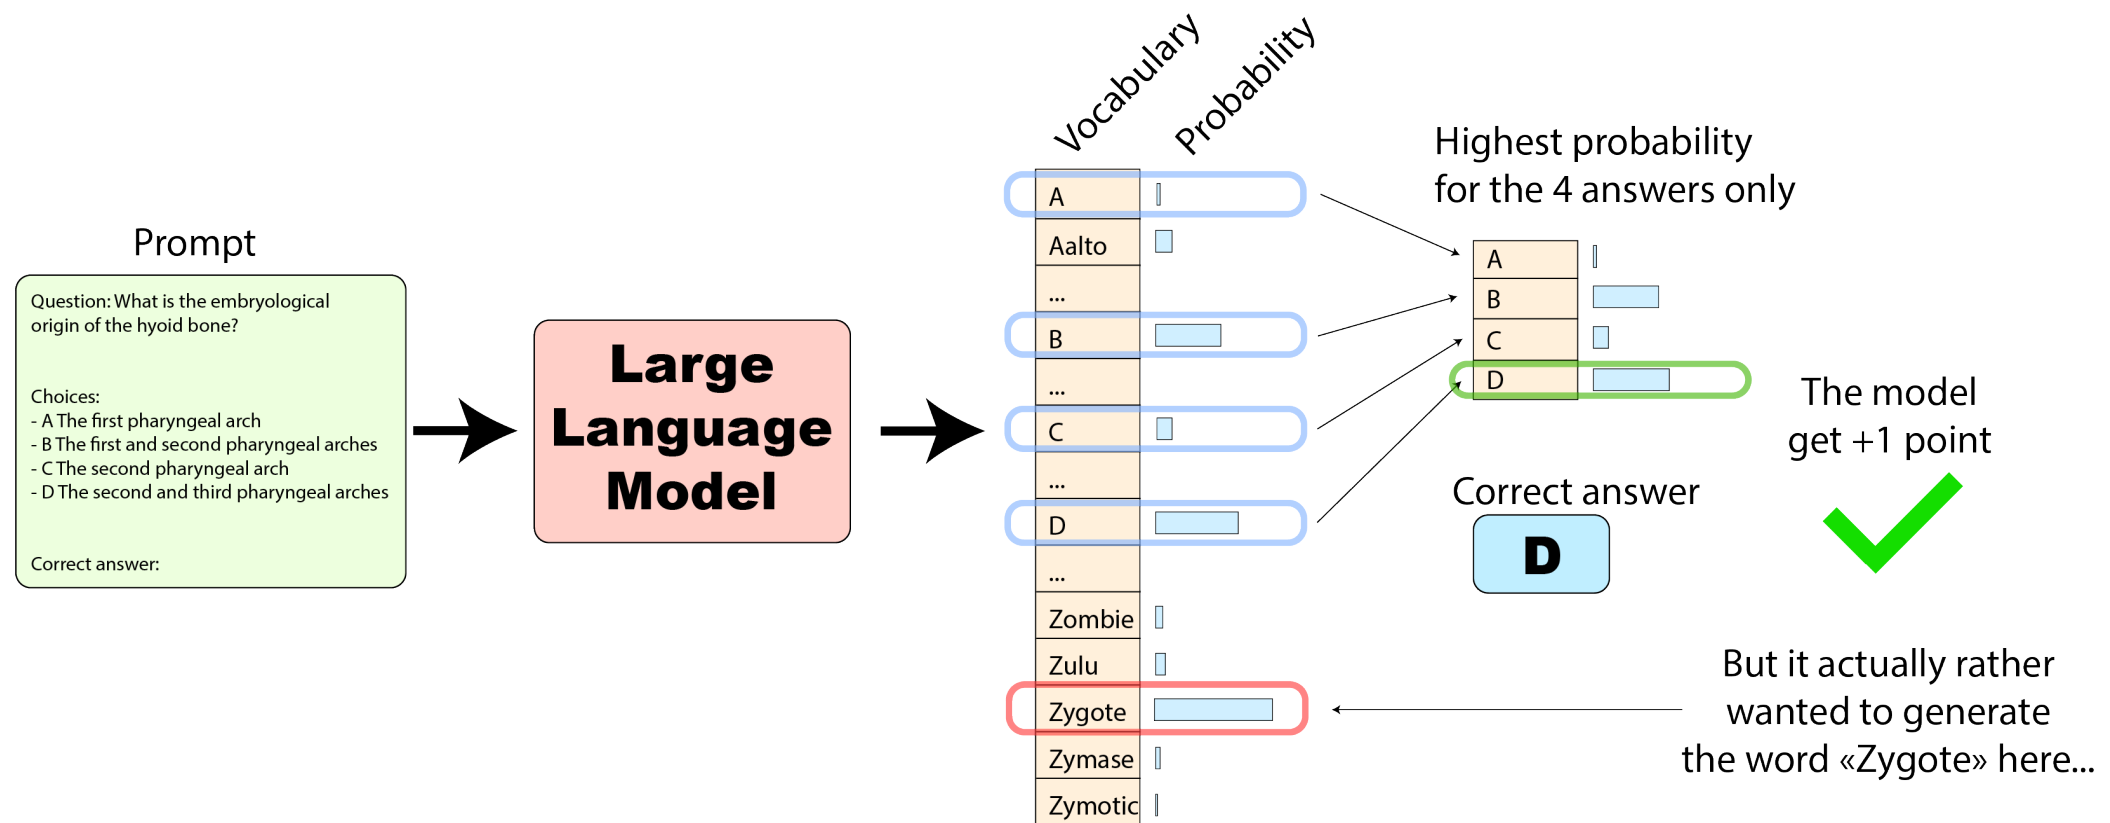 Prompt
Question: What is the embryological
origin of the hyoid bone?
Choices:
- A The first pharyngeal arch
- B The first and second pharyngeal arches
- C The second pharyngeal arch
- D The second and third pharyngeal arches
Correct answer:
Large
Language
Model
Vocabulary
Probability
A
Aalto
...
B
...
C
...
D
...
Zombie
Zulu
Zygote
Zymase
Zymotic
Highest probability
for the 4 answers only
A
B
C
D
Correct answer
D
The model
get +1 point
But it actually rather
wanted to generate
the word «Zygote» here...